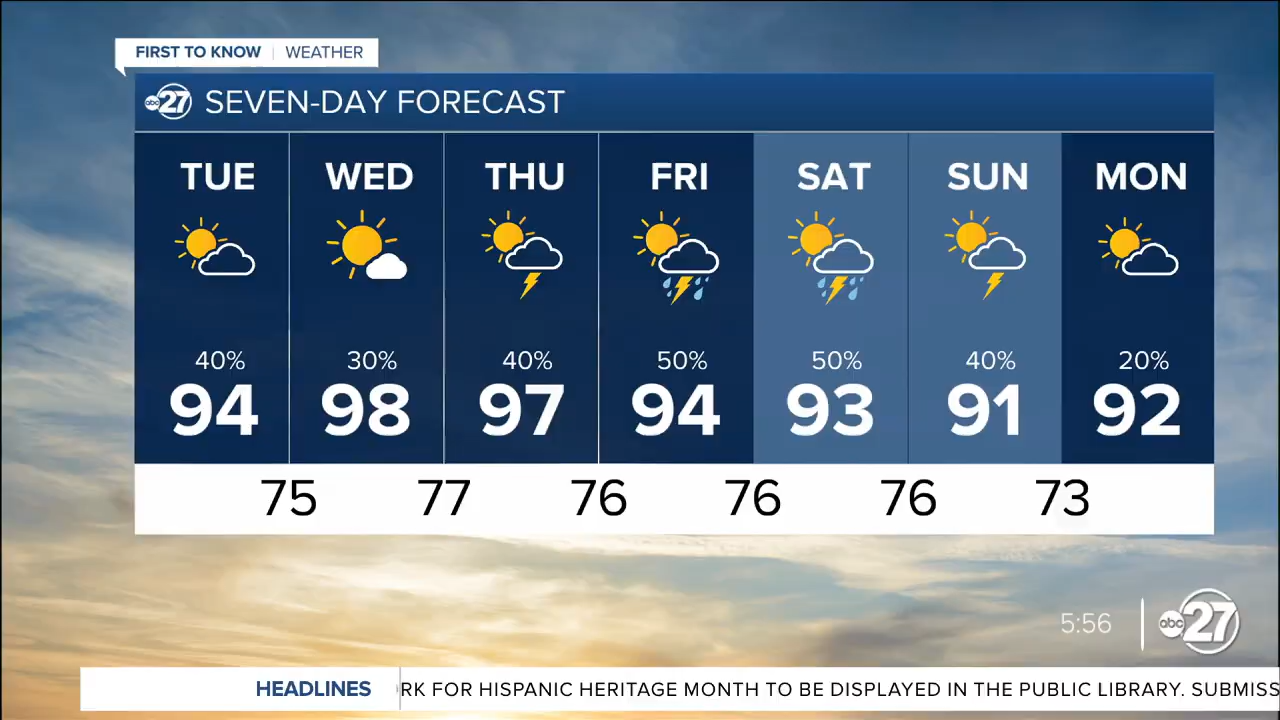 FIRST TO KNOW | WEATHER
abc 27 SEVEN-DAY FORECAST
TUE WED THU FRI SAT SUN MON
40% 30% 40% 50% 50% 40% 20%
94 98 97 94 93 91 92
75 77 76 76 76 73
5:56 abc 27
HEADLINES RK FOR HISPANIC HERITAGE MONTH TO BE DISPLAYED IN THE PUBLIC LIBRARY. SUBMISS